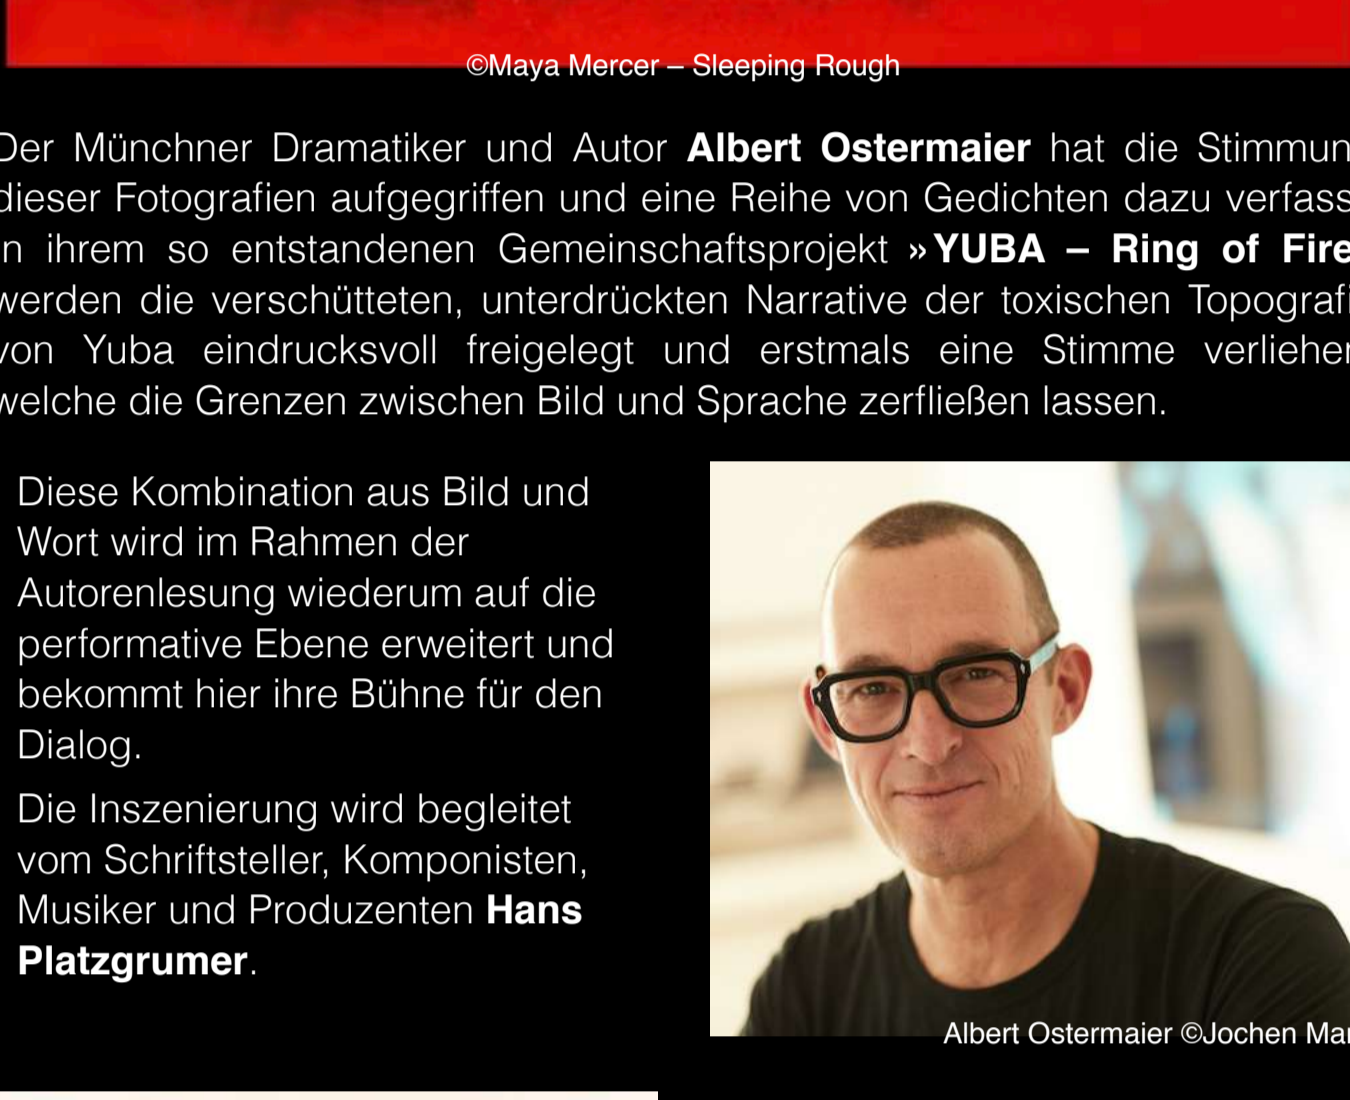 ©Maya Mercer – Sleeping Rough
Der Münchner Dramatiker und Autor Albert Ostermaier hat die Stimmun
dieser Fotografien aufgegriffen und eine Reihe von Gedichten dazu verfass
In ihrem so entstandenen Gemeinschaftsprojekt »YUBA – Ring of Fire
werden die verschütteten, unterdrückten Narrative der toxischen Topografi
von Yuba eindrucksvoll freigelegt und erstmals eine Stimme verliehen
welche die Grenzen zwischen Bild und Sprache zerfließen lassen.
Diese Kombination aus Bild und
Wort wird im Rahmen der
Autorenlesung wiederum auf die
performative Ebene erweitert und
bekommt hier ihre Bühne für den
Dialog.
Die Inszenierung wird begleitet
vom Schriftsteller, Komponisten,
Musiker und Produzenten Hans
Platzgrumer.
Albert Ostermaier ©Jochen Mar